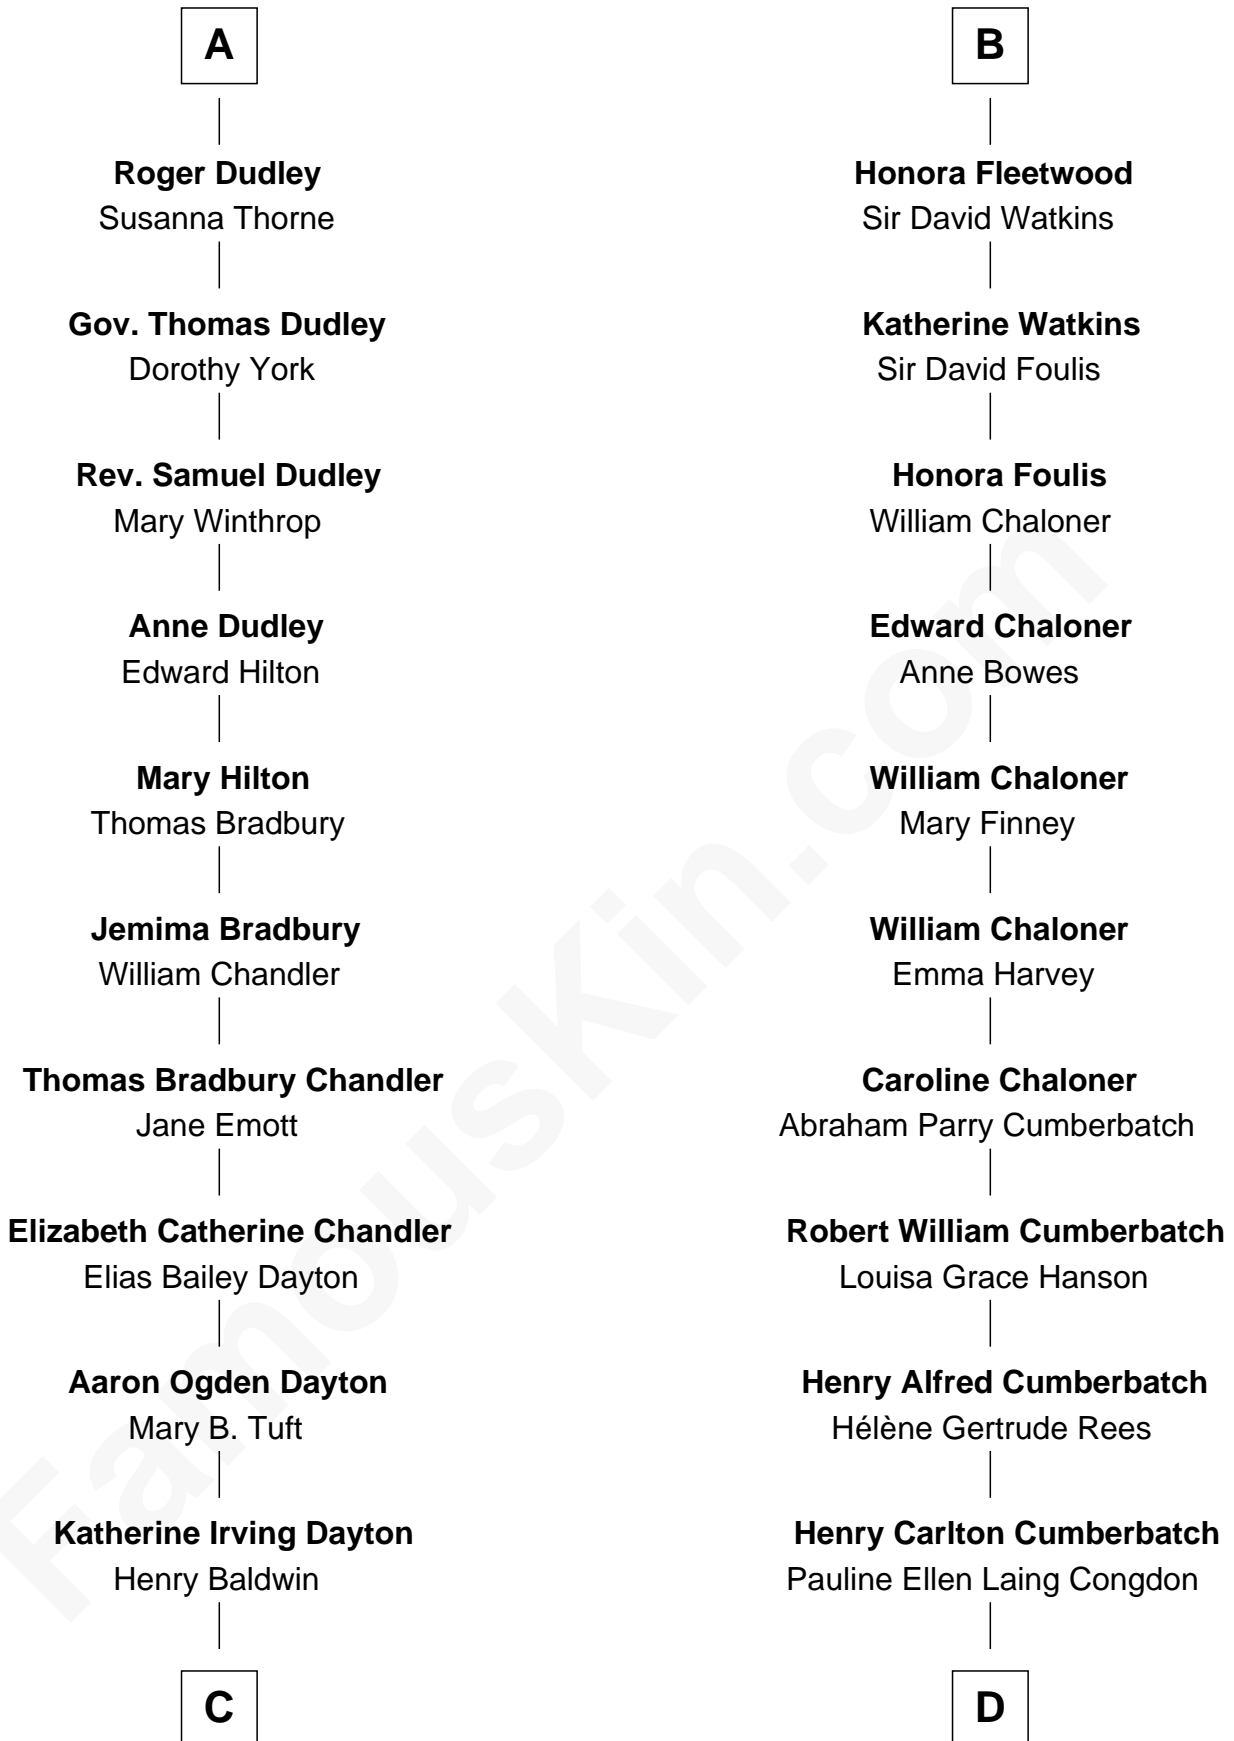 A
Roger Dudley
Susanna Thorne
Gov. Thomas Dudley
Dorothy York
Rev. Samuel Dudley
Mary Winthrop
Anne Dudley
Edward Hilton
Mary Hilton
Thomas Bradbury
Jemima Bradbury
William Chandler
Thomas Bradbury Chandler
Jane Emott
Elizabeth Catherine Chandler
Elias Bailey Dayton
Aaron Ogden Dayton
Mary B. Tuft
Katherine Irving Dayton
Henry Baldwin
C
B
Honora Fleetwood
Sir David Watkins
Katherine Watkins
Sir David Foulis
Honora Foulis
William Chaloner
Edward Chaloner
Anne Bowes
William Chaloner
Mary Finney
William Chaloner
Emma Harvey
Caroline Chaloner
Abraham Parry Cumberbatch
Robert William Cumberbatch
Louisa Grace Hanson
Henry Alfred Cumberbatch
Hélène Gertrude Rees
Henry Carlton Cumberbatch
Pauline Ellen Laing Congdon
D
FamousKin.com